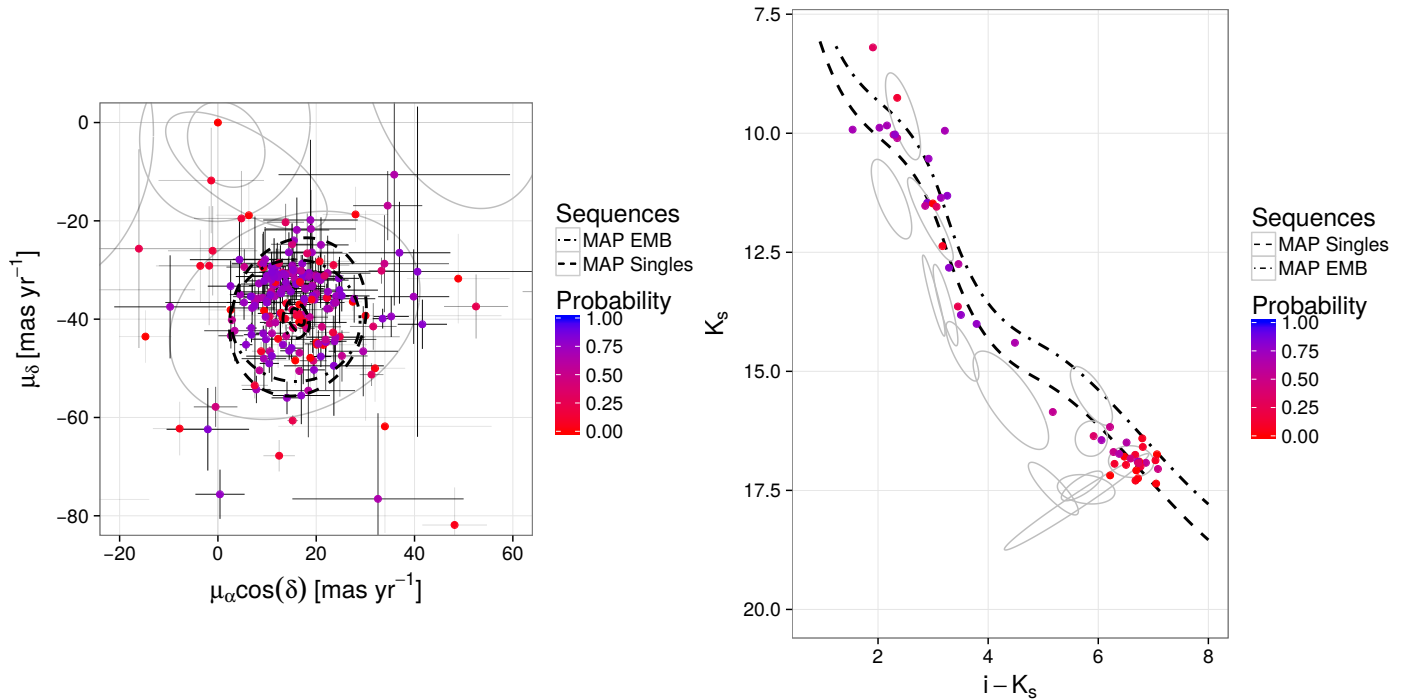 0
−20
−40
−60
−80
−20
0
20
40
60
μδ [mas yr−1]
μαcos(δ) [mas yr−1]
Sequences
MAP EMB
MAP Singles
Probability
1.00
0.75
0.50
0.25
0.00
7.5
10.0
12.5
15.0
17.5
20.0
2
4
6
8
Ks
i − Ks
Sequences
MAP Singles
MAP EMB
Probability
1.00
0.75
0.50
0.25
0.00